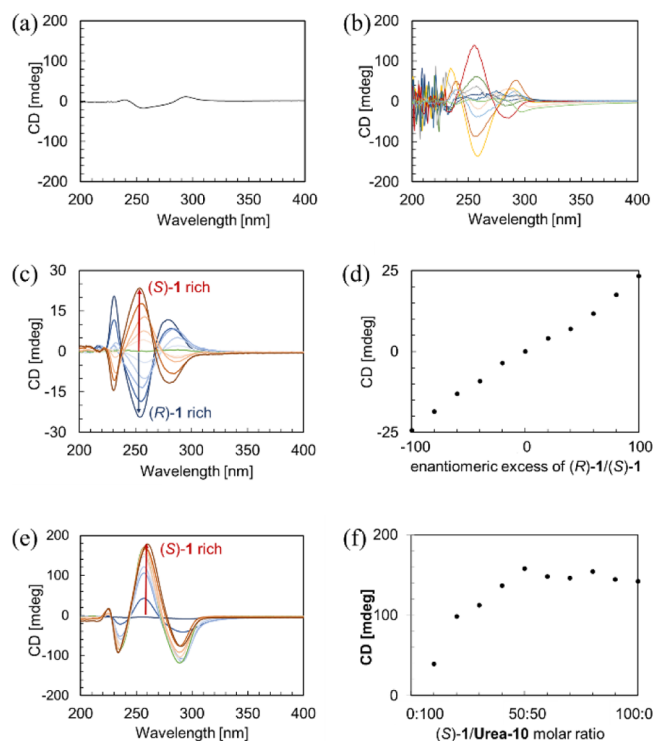 (a)
200
100
0
-100
-200
200 250 300 350 400
CD [mdeg]
Wavelength [nm]
(b)
200
100
0
-100
-200
200 250 300 350 400
CD [mdeg]
Wavelength [nm]
(c)
30
15
0
-15
-30
200 250 300 350 400
CD [mdeg]
(S)-1 rich
(R)-1 rich
Wavelength [nm]
(d)
25
0
-25
-100 0 100
CD [mdeg]
enantiomeric excess of (R)-1/(S)-1
(e)
200
100
0
-100
-200
200 250 300 350 400
CD [mdeg]
(S)-1 rich
Wavelength [nm]
(f)
200
100
0
0:100 50:50 100:0
CD [mdeg]
(S)-1/Urea-10 molar ratio